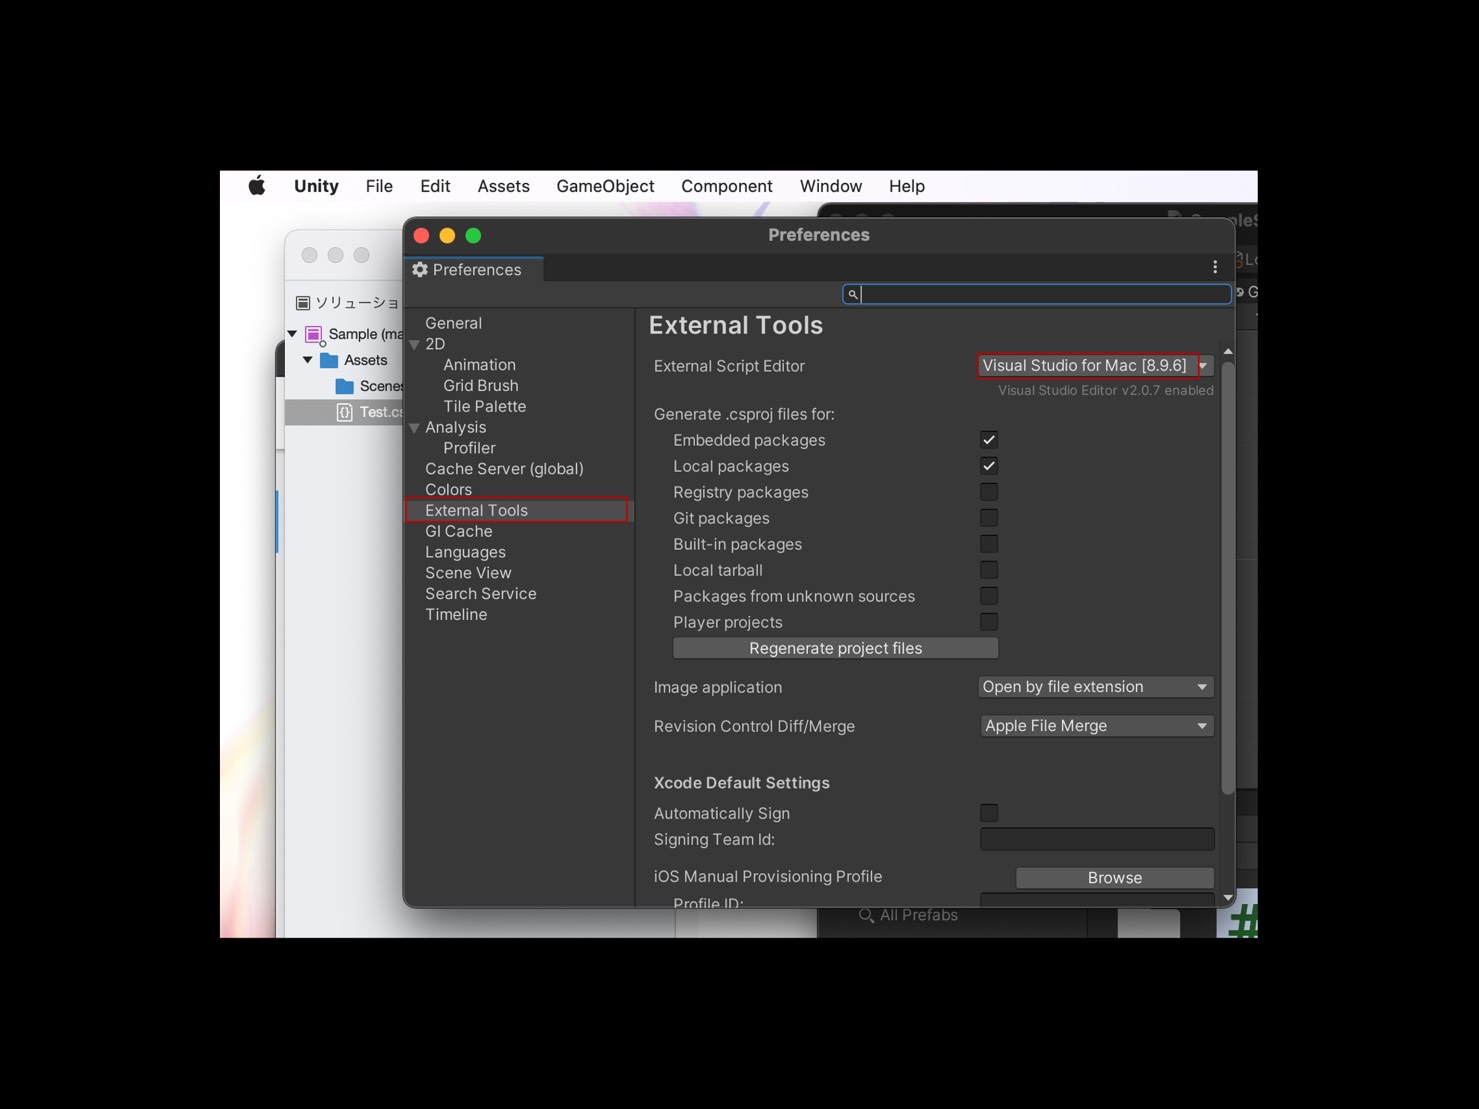 Unity File Edit Assets GameObject Component Window Help
Preferences
Preferences
ソリューショ
Sample (ma
Assets
Scenes
Test.cs
General
2D
Animation
Grid Brush
Tile Palette
Analysis
Profiler
Cache Server (global)
Colors
External Tools
GI Cache
Languages
Scene View
Search Service
Timeline
External Tools
External Script Editor Visual Studio for Mac [8.9.6]
Visual Studio Editor v2.0.7 enabled
Generate .csproj files for:
Embedded packages
Local packages
Registry packages
Git packages
Built-in packages
Local tarball
Packages from unknown sources
Player projects
Regenerate project files
Image application Open by file extension
Revision Control Diff/Merge Apple File Merge
Xcode Default Settings
Automatically Sign
Signing Team Id:
iOS Manual Provisioning Profile Browse
Profile ID:
All Prefabs
#